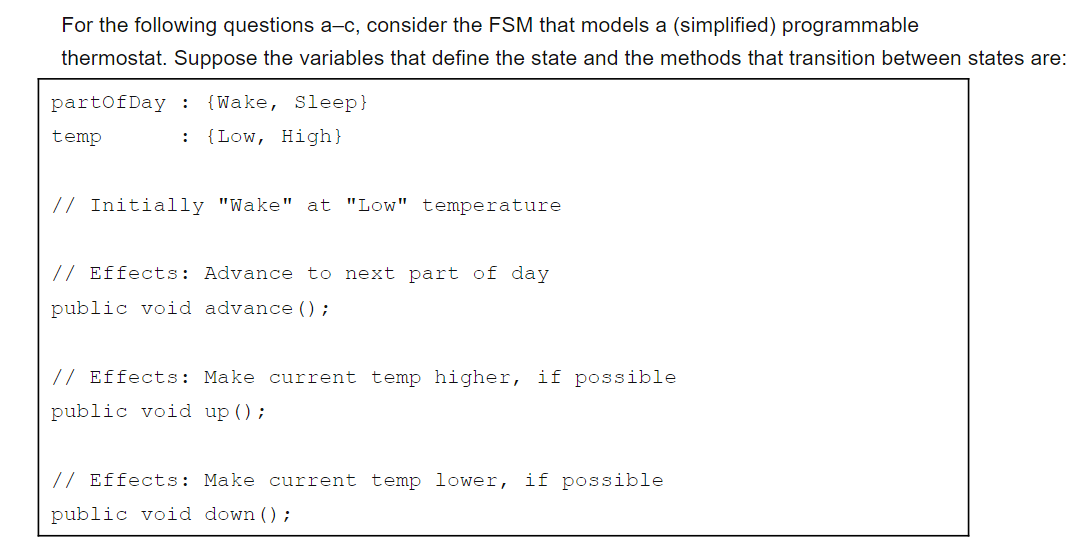 For the following questions a–c, consider the FSM that models a (simplified) programmable
thermostat. Suppose the variables that define the state and the methods that transition between states are:
partOfDay : {Wake, Sleep}
temp : {Low, High}
// Initially "Wake" at "Low" temperature
// Effects: Advance to next part of day
public void advance();
// Effects: Make current temp higher, if possible
public void up();
// Effects: Make current temp lower, if possible
public void down();